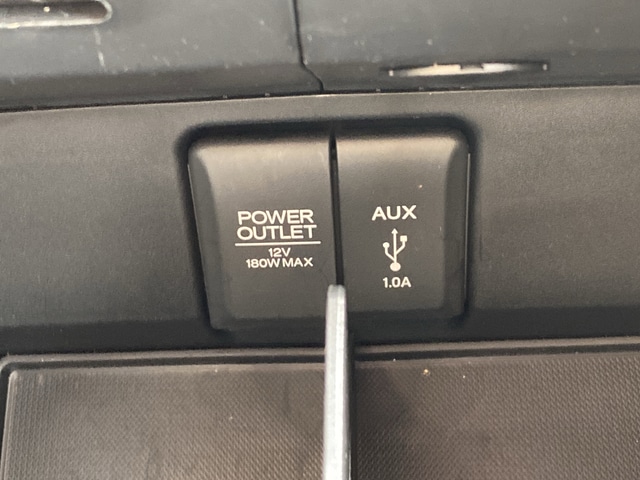 POWER
OUTLET
12V
180W MAX
AUX
1.0A